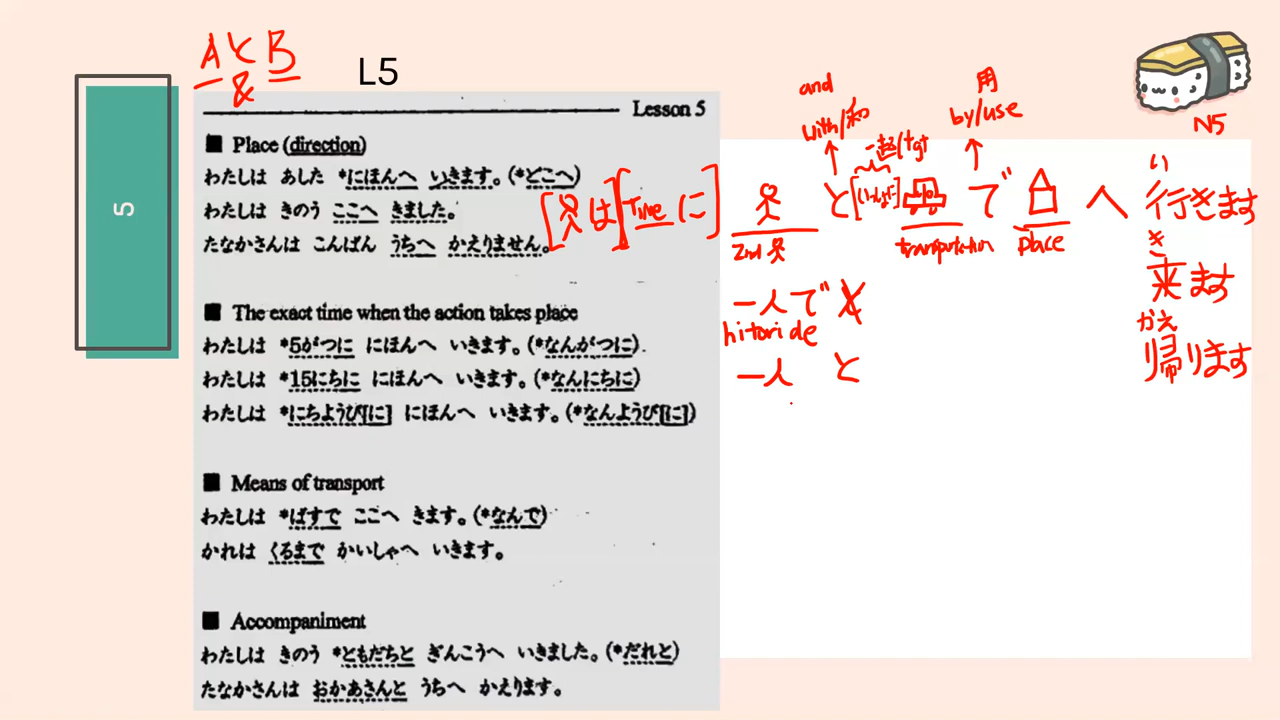 AとB
&
L5
5
Lesson 5
■ Place (direction)
わたしは あした *にほんへ いきます。(*どこへ)
わたしは きのう ここへ きました。
たなかさんは こんばん うちへ かえりません。
■ The exact time when the action takes place
わたしは *5がつに にほんへ いきます。(*なんがつに).
わたしは *15にちに にほんへ いきます。(*なんにちに)
わたしは *にちようび[に] にほんへ いきます。(*なんようび[に])
■ Means of transport
わたしは *ばすで ここへ きます。(*なんで)
かれは くるまで かいしゃへ いきます。
■ Accompaniment
わたしは きのう *ともだちと ぎんこうへ いきました。(*だれと)
たなかさんは おかあさんと うちへ かえります。
N5
and
with/和
一起/tgt
用
by/use
[は][Time に] と [いっしょに] で へ 行きます
い
2nd
transportation
place
き
来ます
かえ
帰ります
一人で と
hitori de
一人 と